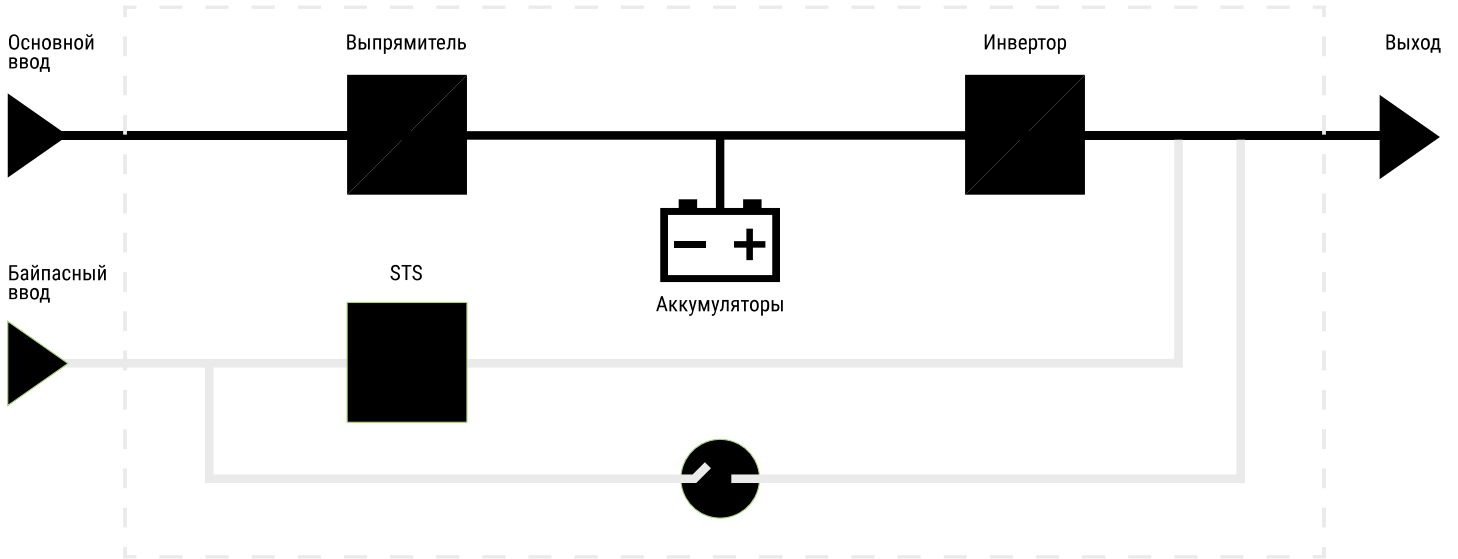 Основной
ввод
Выпрямитель
Инвертор
Выход
Байпасный
ввод
STS
Аккумуляторы